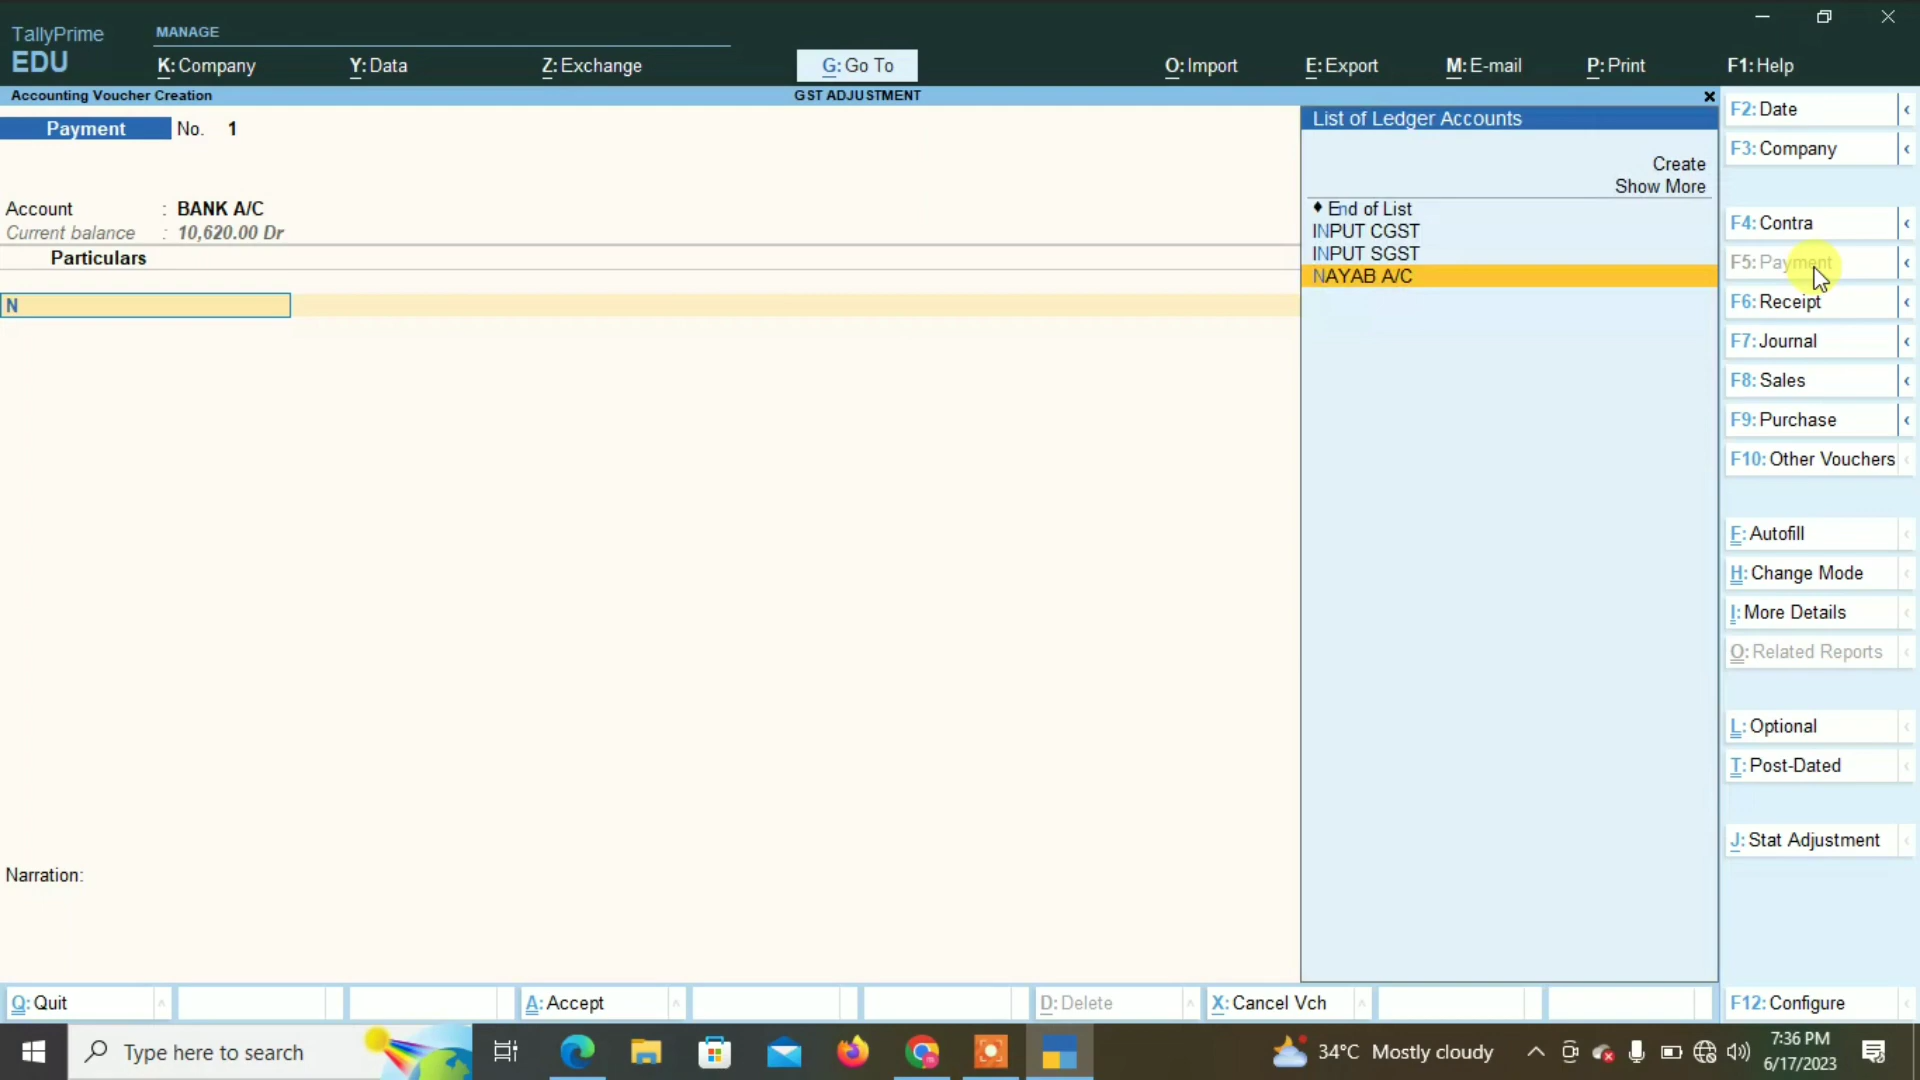 TallyPrime
EDU
MANAGE
K: Company
Y: Data
Z: Exchange
G: Go To
O: Import
E: Export
M: E-mail
P: Print
F1: Help
Accounting Voucher Creation
GST ADJUSTMENT
Payment No. 1
Account : BANK A/C
Current balance : 10,620.00 Dr
Particulars
N
Narration:
List of Ledger Accounts
Create
Show More
♦ End of List
INPUT CGST
INPUT SGST
NAYAB A/C
F2: Date
F3: Company
F4: Contra
F5: Payment
F6: Receipt
F7: Journal
F8: Sales
F9: Purchase
F10: Other Vouchers
F: Autofill
H: Change Mode
I: More Details
O: Related Reports
L: Optional
T: Post-Dated
J: Stat Adjustment
F12: Configure
Q: Quit
A: Accept
D: Delete
X: Cancel Vch
Type here to search
34°C Mostly cloudy
7:36 PM
6/17/2023